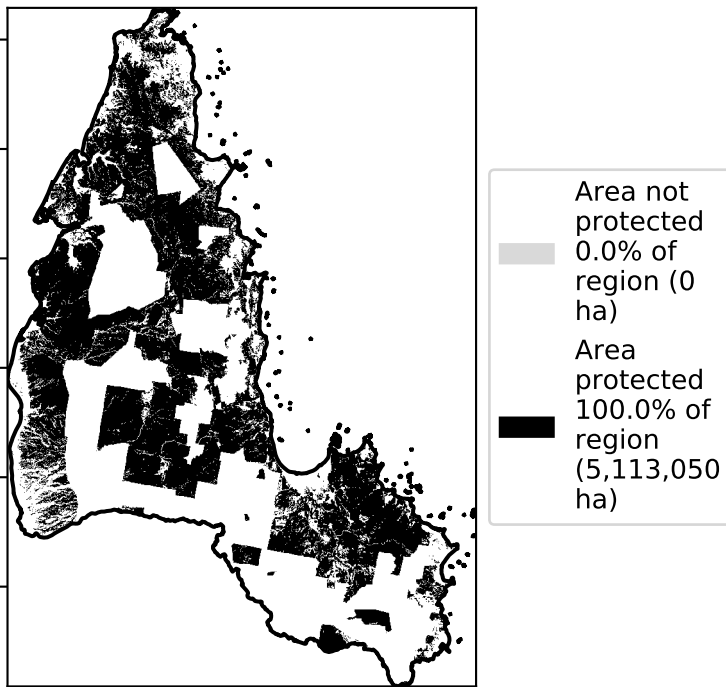 Area not
protected
0.0% of
region (0
ha)
Area
protected
100.0% of
region
(5,113,050
ha)